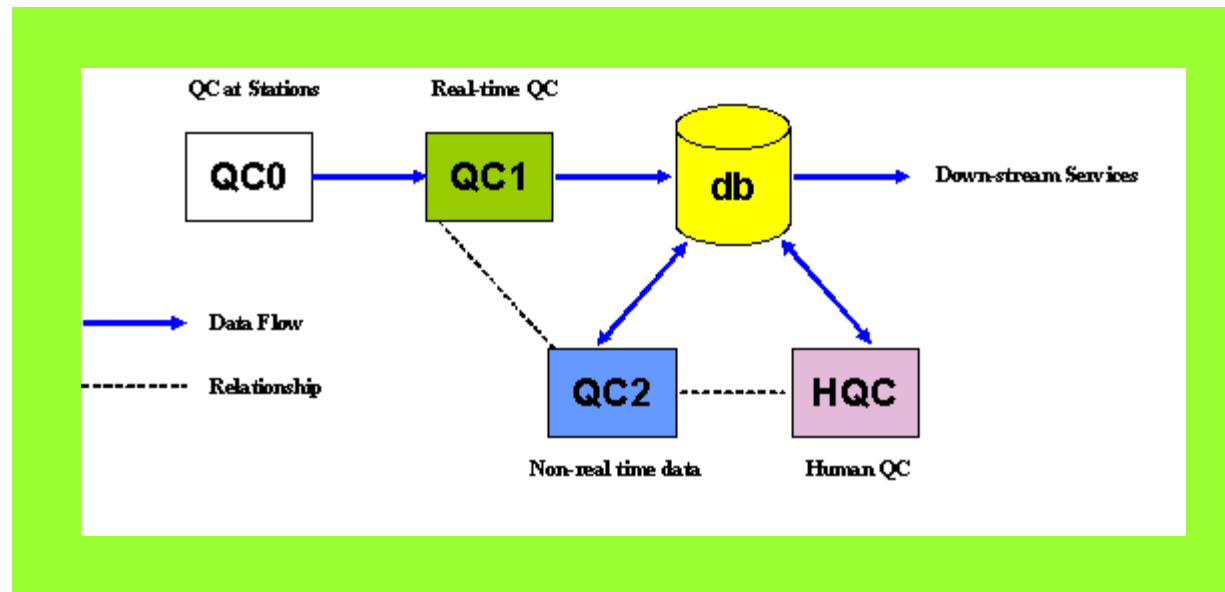 QC at Stations
Real-time QC
QC0
QC1
db
Down-stream Services
Data Flow
Relationship
QC2
HQC
Non-real time data
Human QC